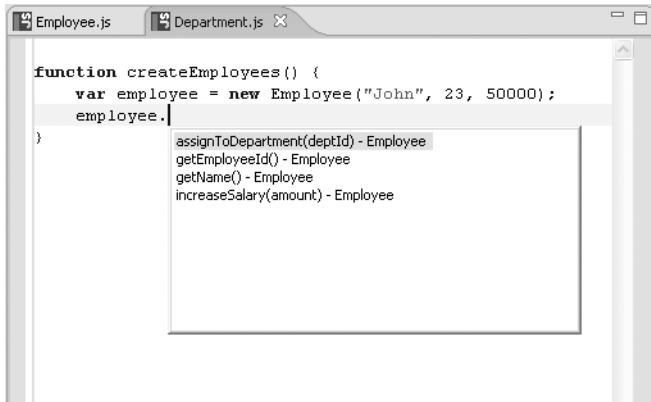 Employee.js Department.js
function createEmployees() {
var employee = new Employee("John", 23, 50000);
employee.
}
assignToDepartment(deptId) - Employee
getEmployeeId() - Employee
getName() - Employee
increaseSalary(amount) - Employee